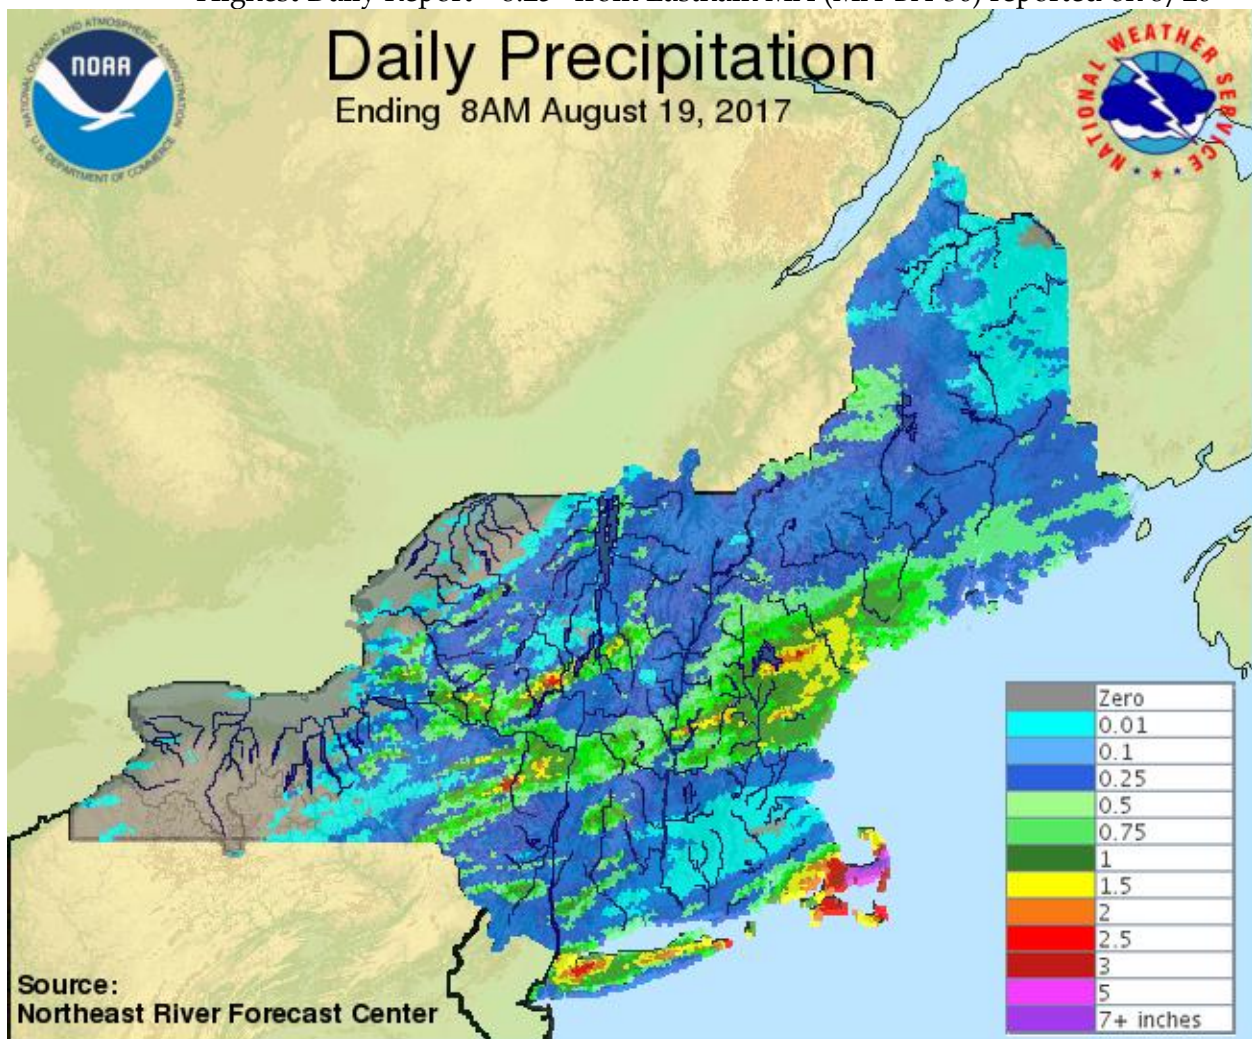 Daily Precipitation
Ending 8AM August 19, 2017
NOAA
NATIONAL OCEANIC AND ATMOSPHERIC ADMINISTRATION
U.S. DEPARTMENT OF COMMERCE
NATIONAL WEATHER SERVICE
Zero
0.01
0.1
0.25
0.5
0.75
1
1.5
2
2.5
3
5
7+ inches
Source:
Northeast River Forecast Center